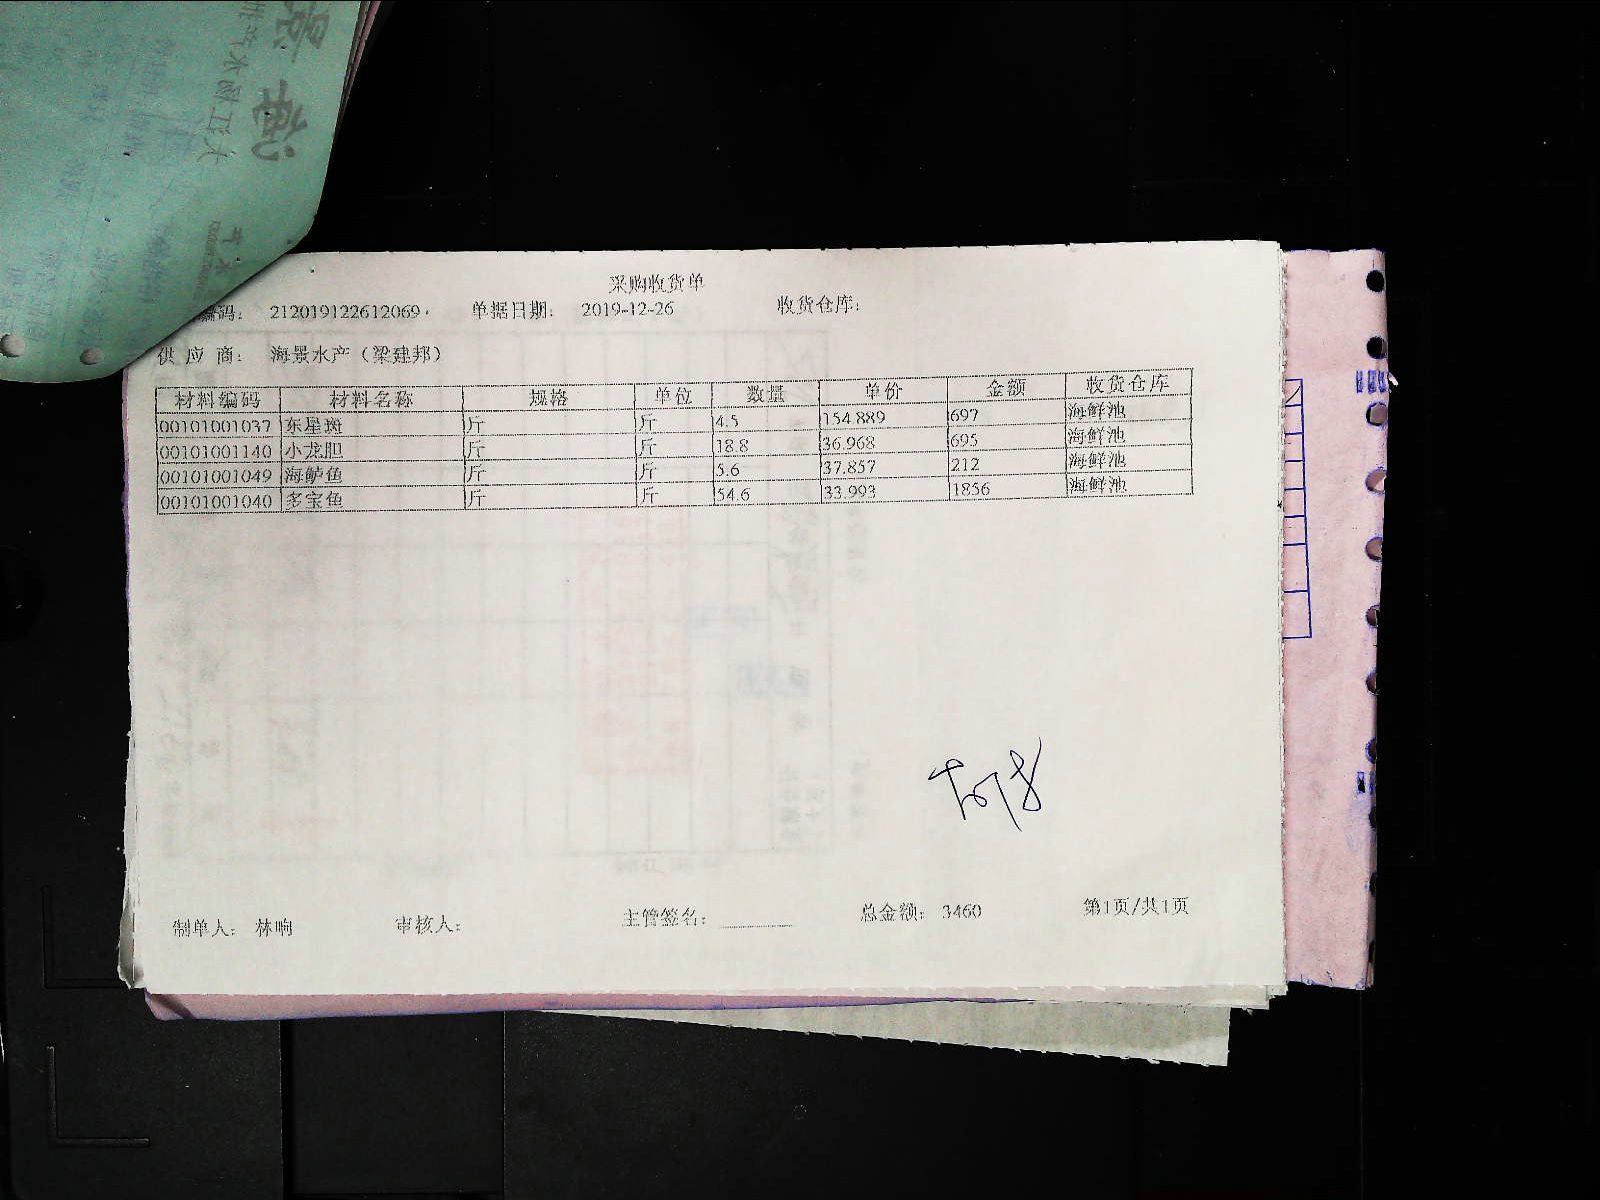 采购收货单
编码: 212019122612069 单据日期: 2019-12-26 收货仓库:
供应商: 海景水产(梁建邦)
材料编码 材料名称 规格 单位 数量 单价 金额 收货仓库
00101001037 东星斑 斤 斤 4.5 154.889 697 海鲜池
00101001140 小龙胆 斤 斤 18.8 36.968 695 海鲜池
00101001049 海鲈鱼 斤 斤 5.6 37.857 212 海鲜池
00101001040 多宝鱼 斤 斤 54.6 33.993 1856 海鲜池
制单人: 林响 审核人: 主管签名: 总金额: 3460 第1页/共1页